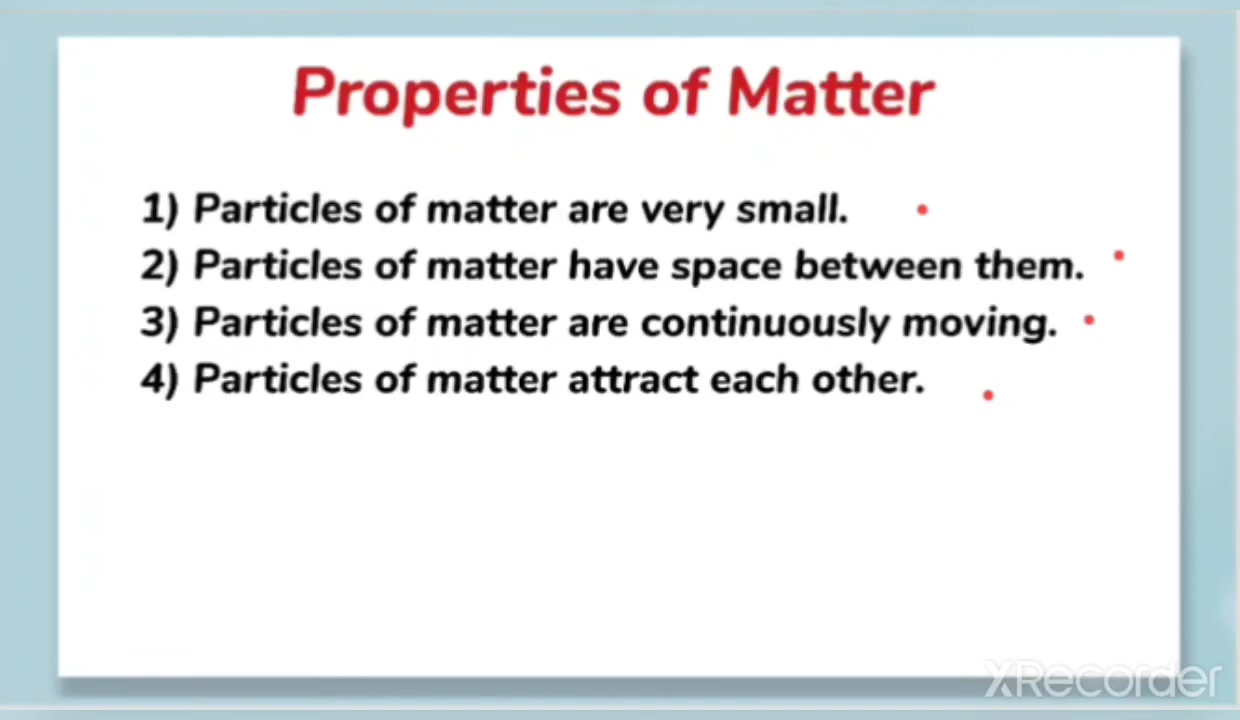 Properties of Matter
1) Particles of matter are very small.
2) Particles of matter have space between them.
3) Particles of matter are continuously moving.
4) Particles of matter attract each other.
XRecorder